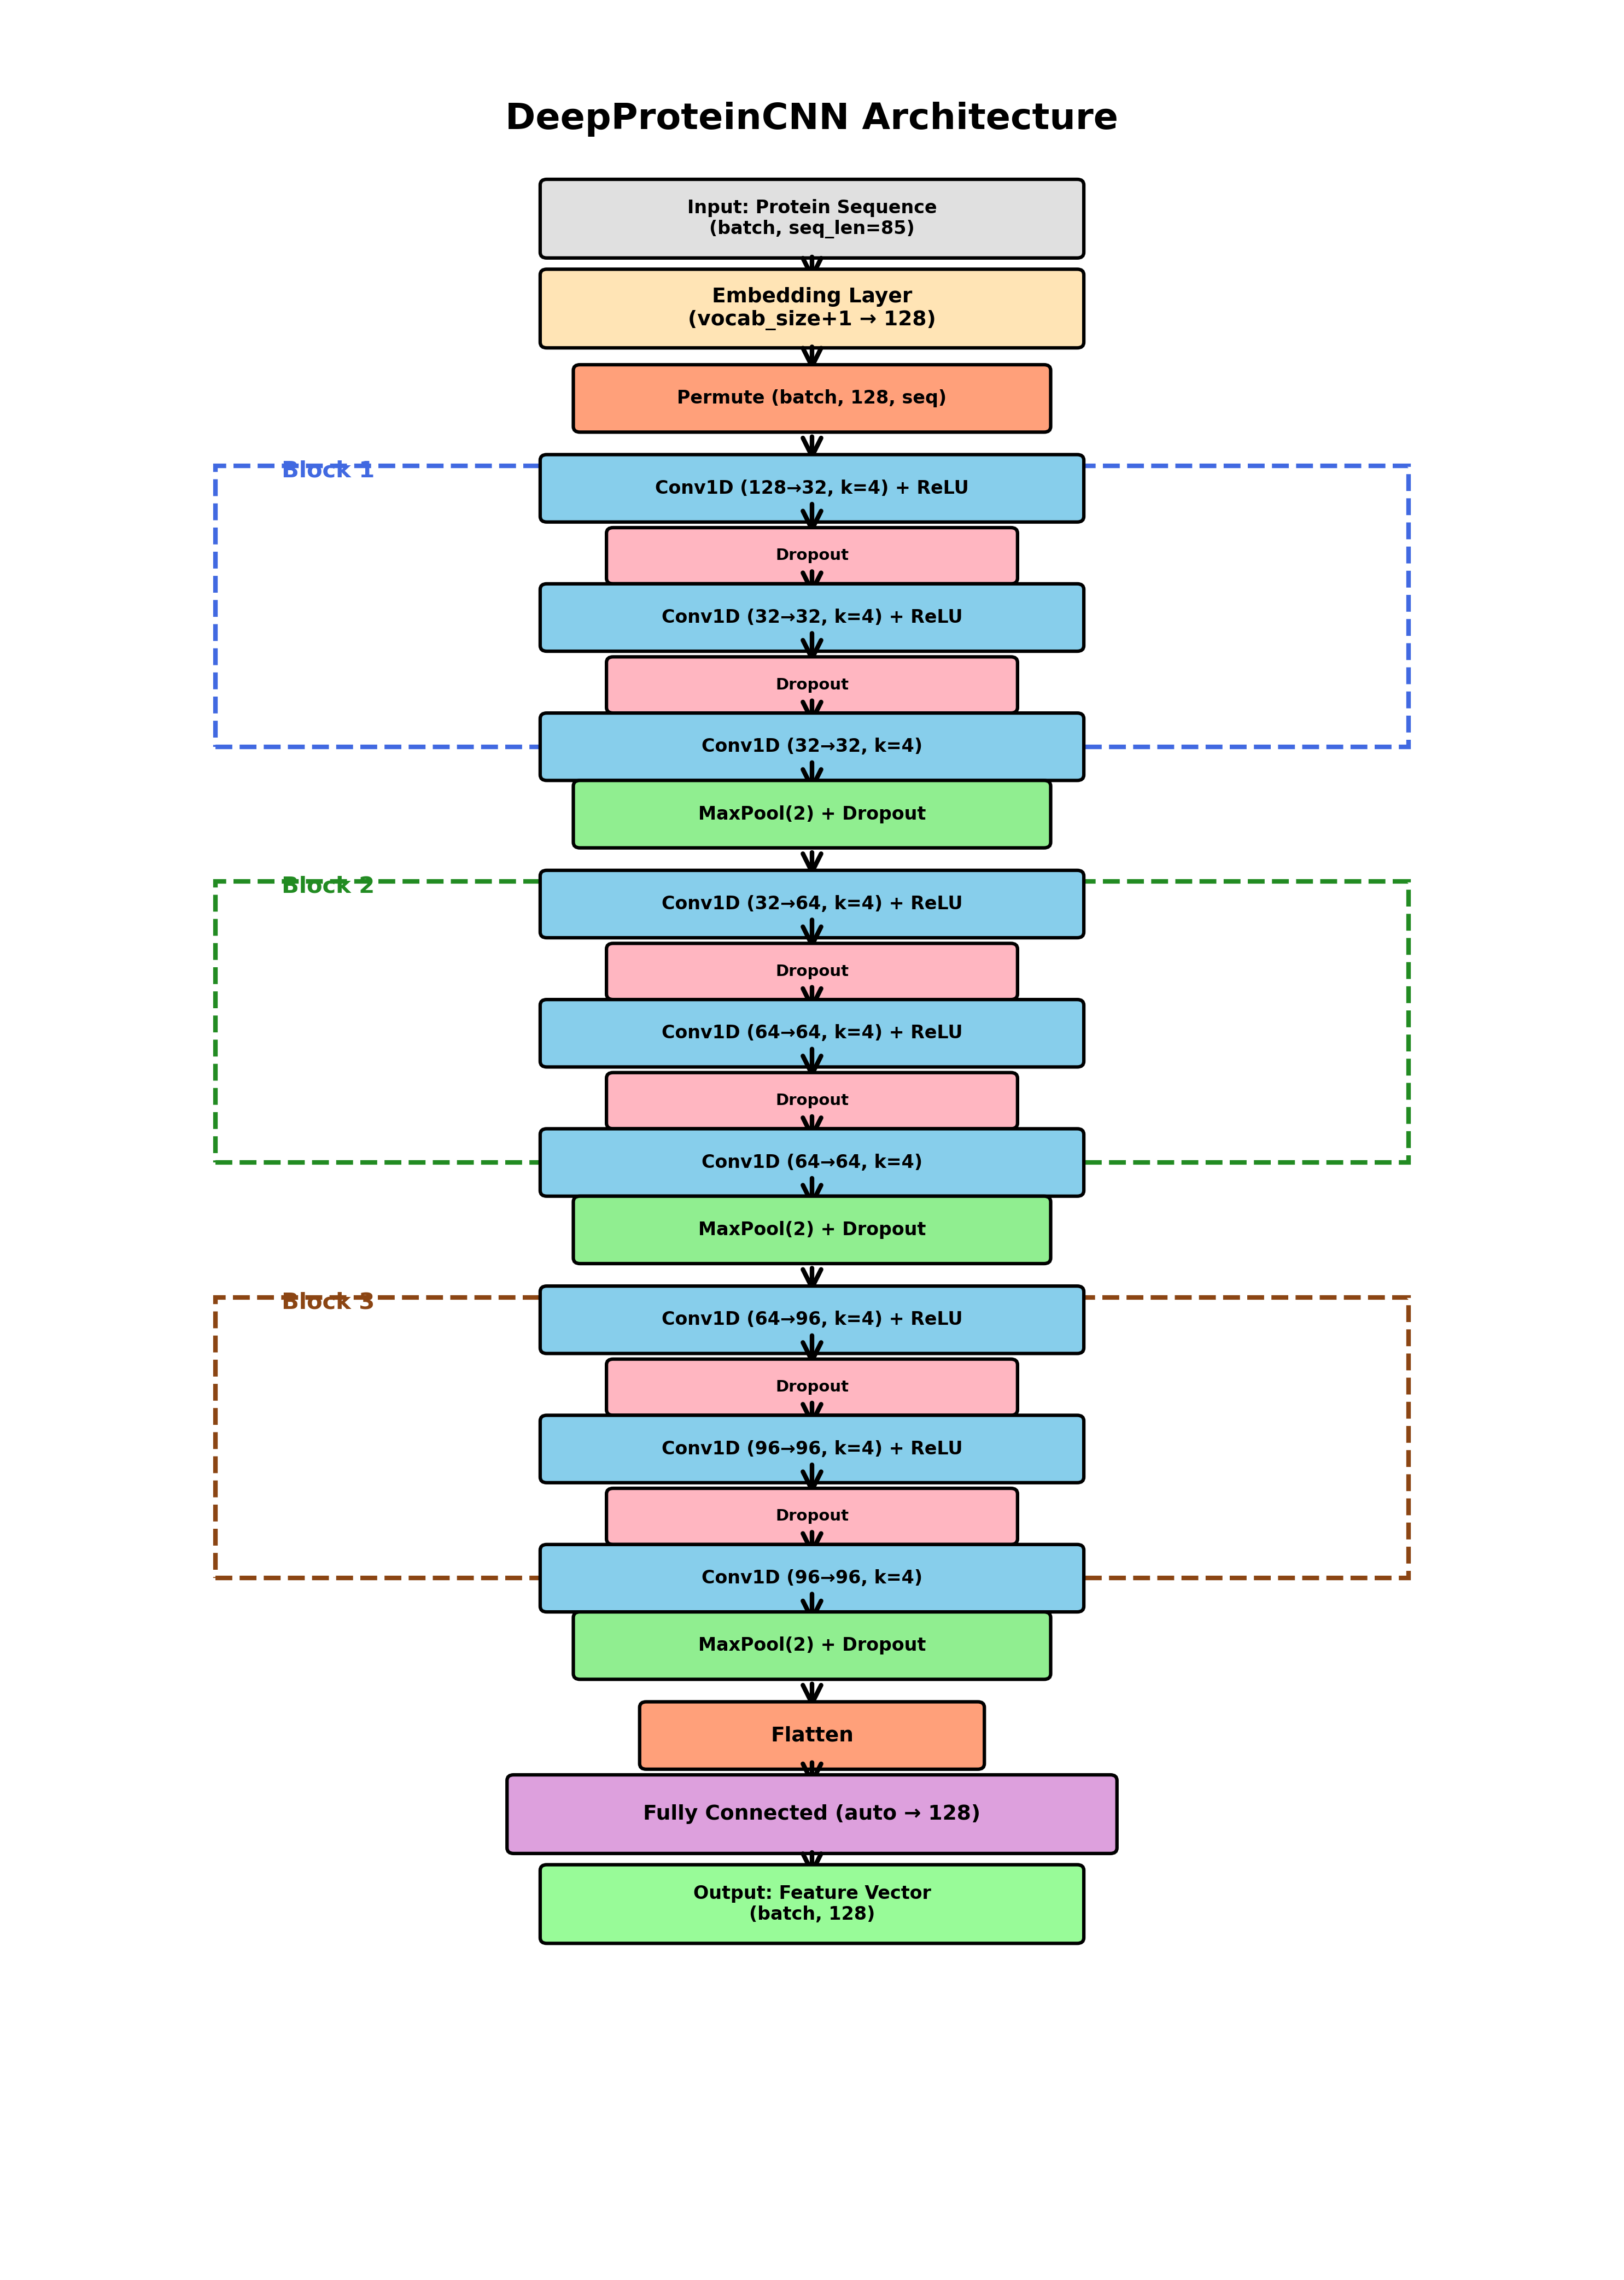 DeepProteinCNN Architecture
Input: Protein Sequence
(batch, seq_len=85)
Embedding Layer
(vocab_size+1 → 128)
Permute (batch, 128, seq)
Block 1
Conv1D (128→32, k=4) + ReLU
Dropout
Conv1D (32→32, k=4) + ReLU
Dropout
Conv1D (32→32, k=4)
MaxPool(2) + Dropout
Block 2
Conv1D (32→64, k=4) + ReLU
Dropout
Conv1D (64→64, k=4) + ReLU
Dropout
Conv1D (64→64, k=4)
MaxPool(2) + Dropout
Block 3
Conv1D (64→96, k=4) + ReLU
Dropout
Conv1D (96→96, k=4) + ReLU
Dropout
Conv1D (96→96, k=4)
MaxPool(2) + Dropout
Flatten
Fully Connected (auto → 128)
Output: Feature Vector
(batch, 128)